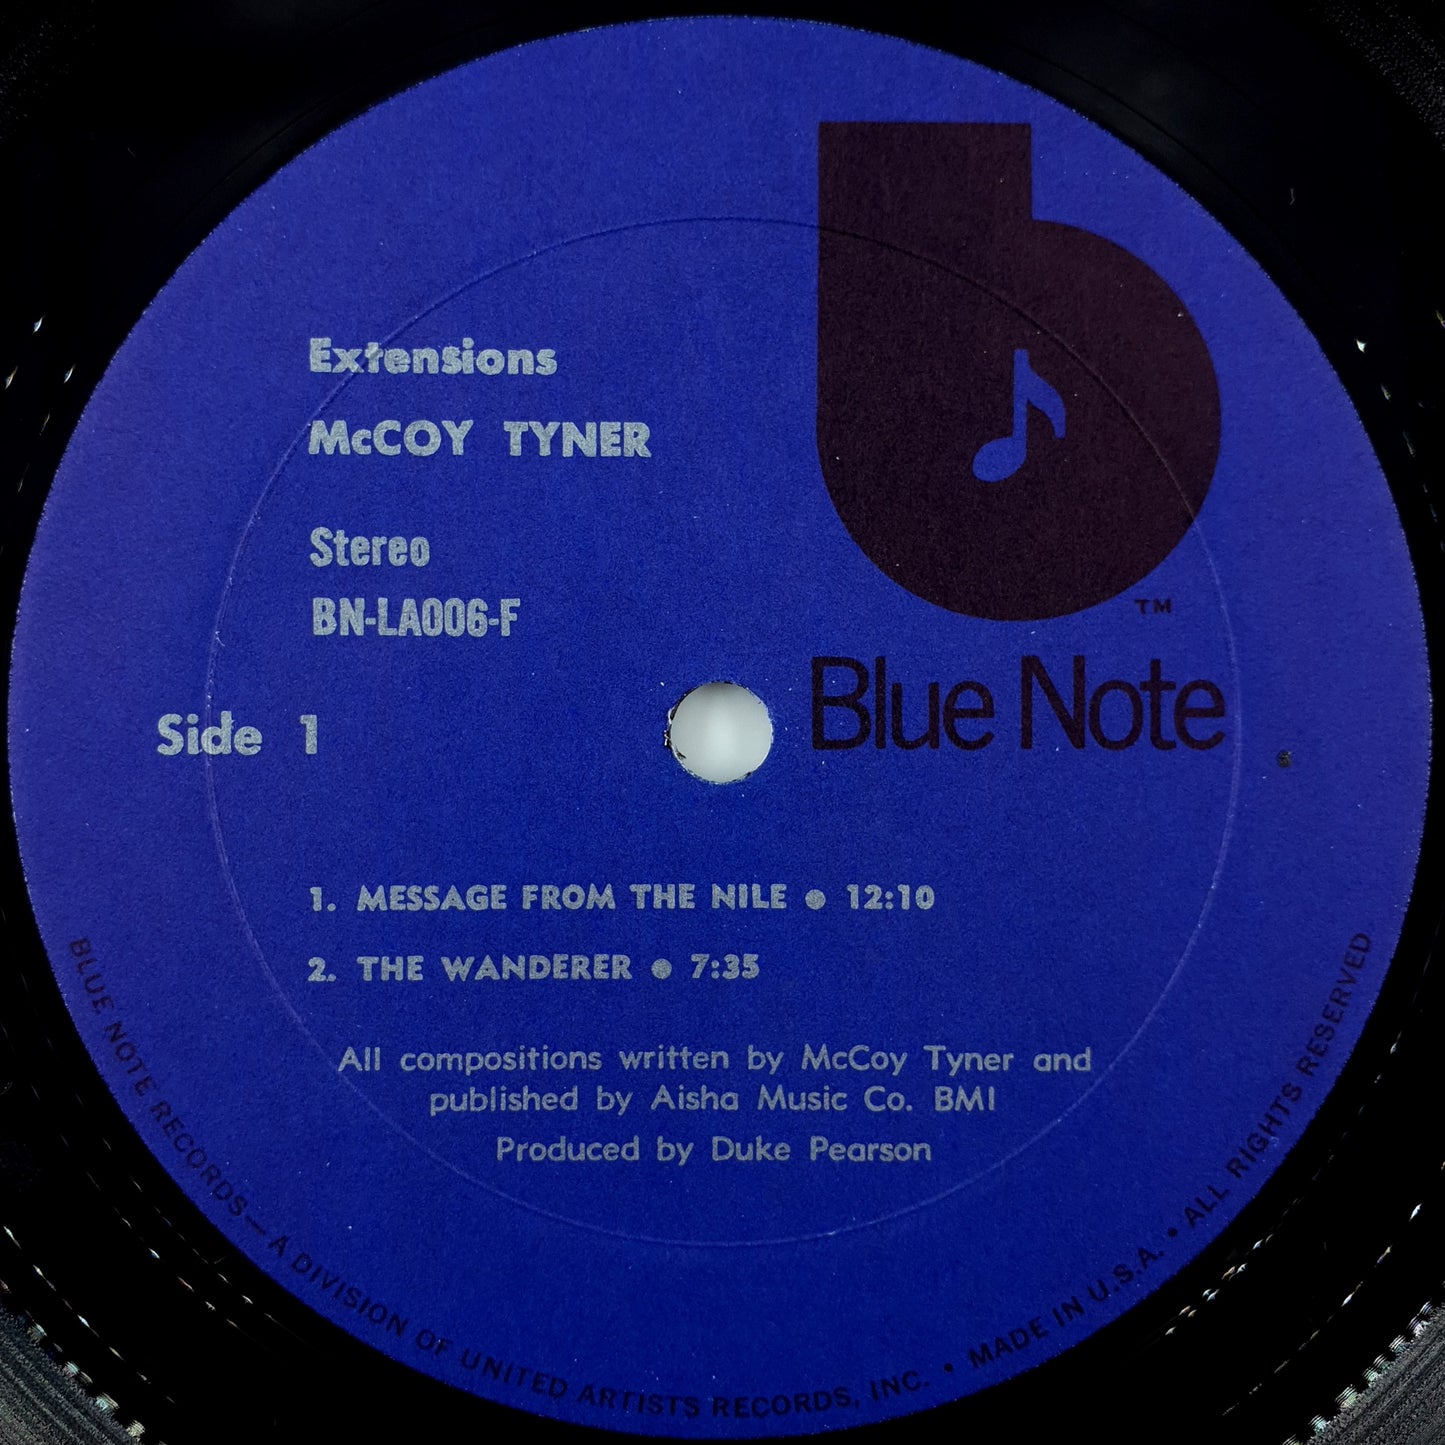 Extensions
McCOY TYNER
Stereo
BN-LA006-F
TM
Blue Note
Side 1
1. MESSAGE FROM THE NILE ● 12:10
2. THE WANDERER ● 7:35
All compositions written by McCoy Tyner and
published by Aisha Music Co. BMI
Produced by Duke Pearson
BLUE NOTE RECORDS—A DIVISION OF UNITED ARTISTS RECORDS, INC. • MADE IN U.S.A. • ALL RIGHTS RESERVED